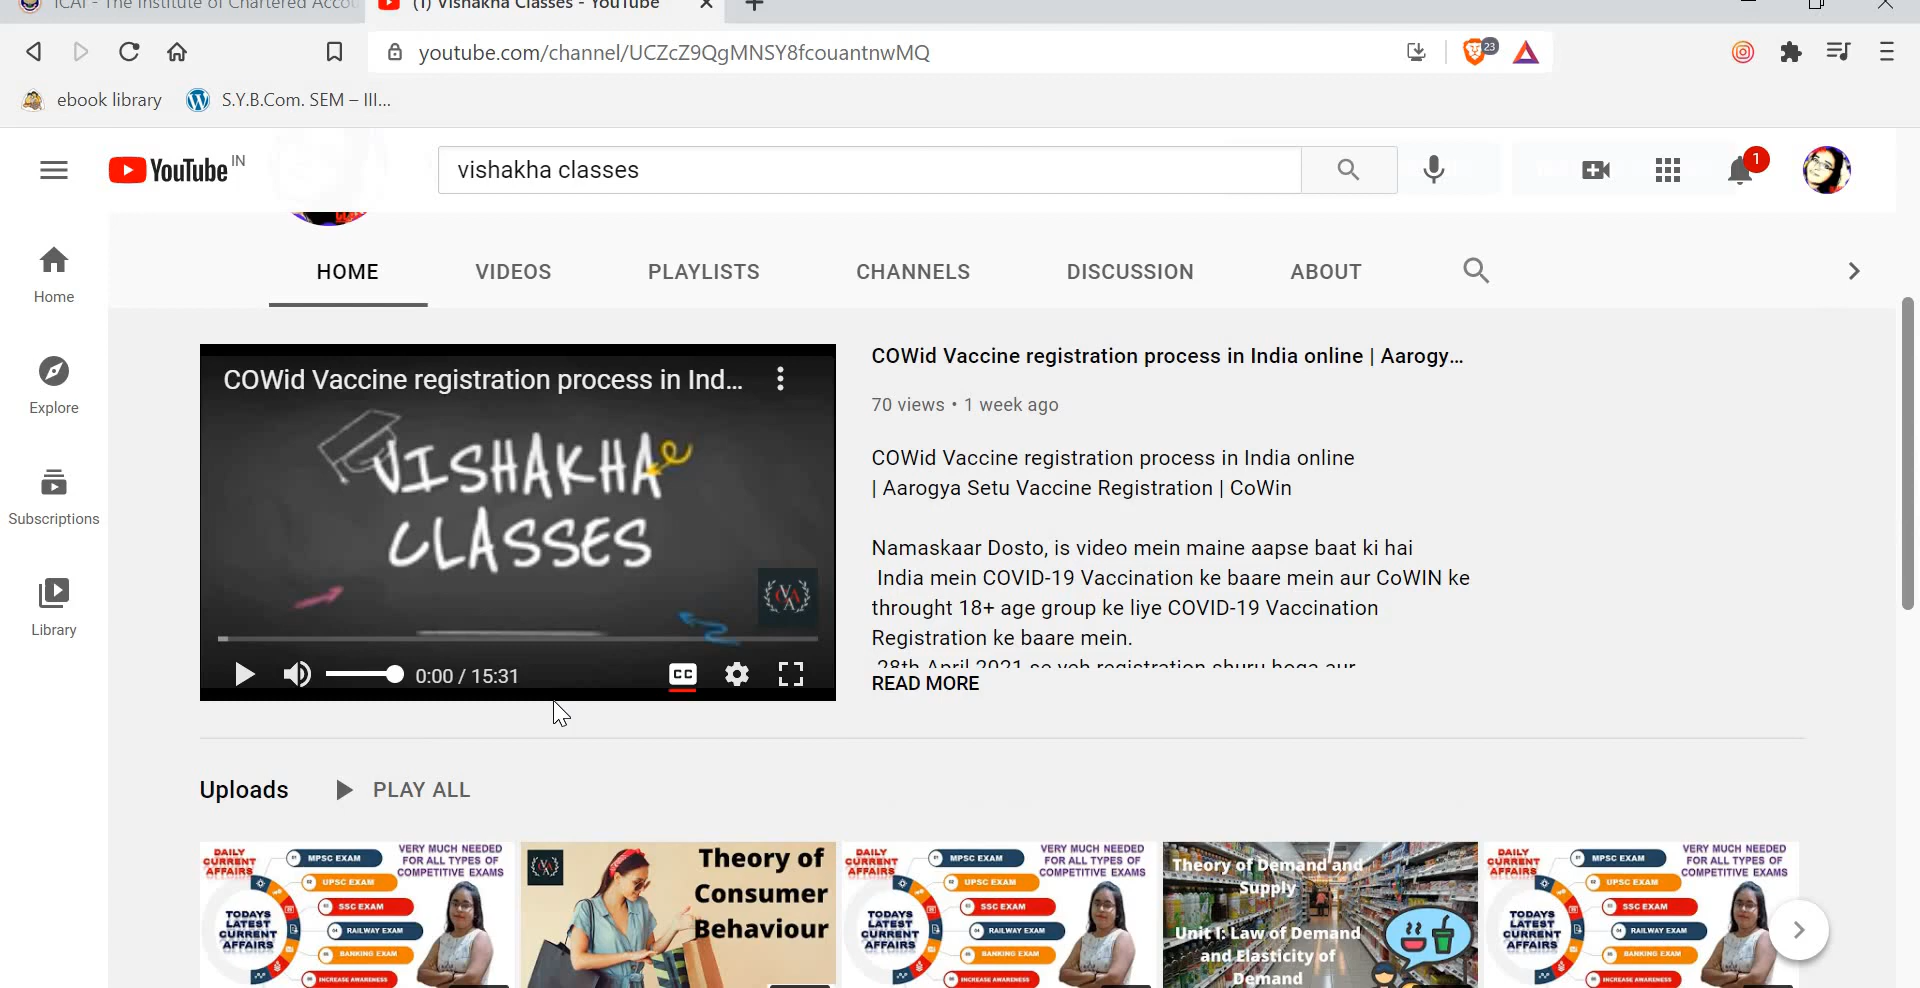 ICAI - The Institute of Chartered Accou
(1) Vishakha Classes - YouTube
youtube.com/channel/UCZcZ9QgMNSY8fcouantnwMQ
23
ebook library
S.Y.B.Com. SEM – III...
YouTube IN
vishakha classes
1
HOME
VIDEOS
PLAYLISTS
CHANNELS
DISCUSSION
ABOUT
Home
Explore
Subscriptions
Library
COWid Vaccine registration process in Ind...
VISHAKHA
CLASSES
CVA
0:00 / 15:31
CC
COWid Vaccine registration process in India online | Aarogy...
70 views • 1 week ago
COWid Vaccine registration process in India online
| Aarogya Setu Vaccine Registration | CoWin
Namaskaar Dosto, is video mein maine aapse baat ki hai
India mein COVID-19 Vaccination ke baare mein aur CoWIN ke
throught 18+ age group ke liye COVID-19 Vaccination
Registration ke baare mein.
28th April 2021 se yeh registration shuru hoga aur
READ MORE
Uploads
PLAY ALL
DAILY
CURRENT
AFFAIRS
VERY MUCH NEEDED
FOR ALL TYPES OF
COMPETITIVE EXAMS
MPSC EXAM
UPSC EXAM
SSC EXAM
RAILWAY EXAM
BANKING EXAM
INCREASE AWARENESS
TODAYS
LATEST
CURRENT
AFFAIRS
Theory of
Consumer
Behaviour
DAILY
CURRENT
AFFAIRS
VERY MUCH NEEDED
FOR ALL TYPES OF
COMPETITIVE EXAMS
MPSC EXAM
UPSC EXAM
SSC EXAM
RAILWAY EXAM
BANKING EXAM
INCREASE AWARENESS
TODAYS
LATEST
CURRENT
AFFAIRS
Theory of Demand and
Supply
Unit I: Law of Demand
and Elasticity of
Demand
DAILY
CURRENT
AFFAIRS
VERY MUCH NEEDED
FOR ALL TYPES OF
COMPETITIVE EXAMS
MPSC EXAM
UPSC EXAM
SSC EXAM
RAILWAY EXAM
BANKING EXAM
INCREASE AWARENESS
TODAYS
LATEST
CURRENT
AFFAIRS